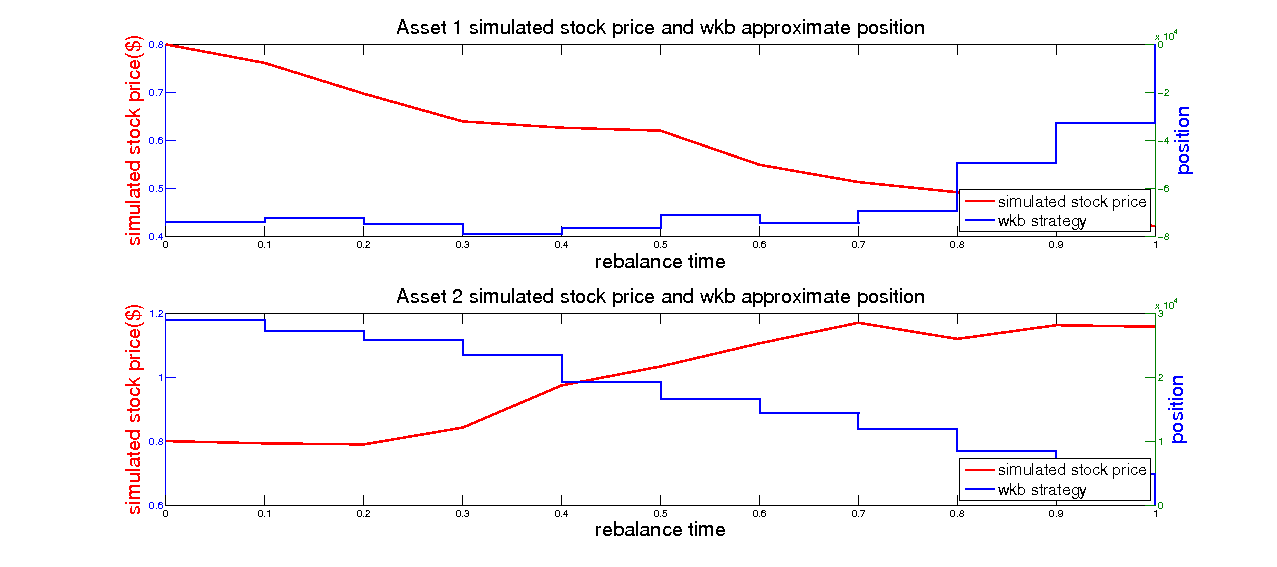 Asset 1 simulated stock price and wkb approximate position
x 10^4
simulated stock price($)
0.8
0.7
0.6
0.5
0.4
0
-2
-4
-6
-8
position
simulated stock price
wkb strategy
0 0.1 0.2 0.3 0.4 0.5 0.6 0.7 0.8 0.9 1
rebalance time
Asset 2 simulated stock price and wkb approximate position
x 10^4
simulated stock price($)
1.2
1
0.8
0.6
3
2
1
0
position
simulated stock price
wkb strategy
0 0.1 0.2 0.3 0.4 0.5 0.6 0.7 0.8 0.9 1
rebalance time